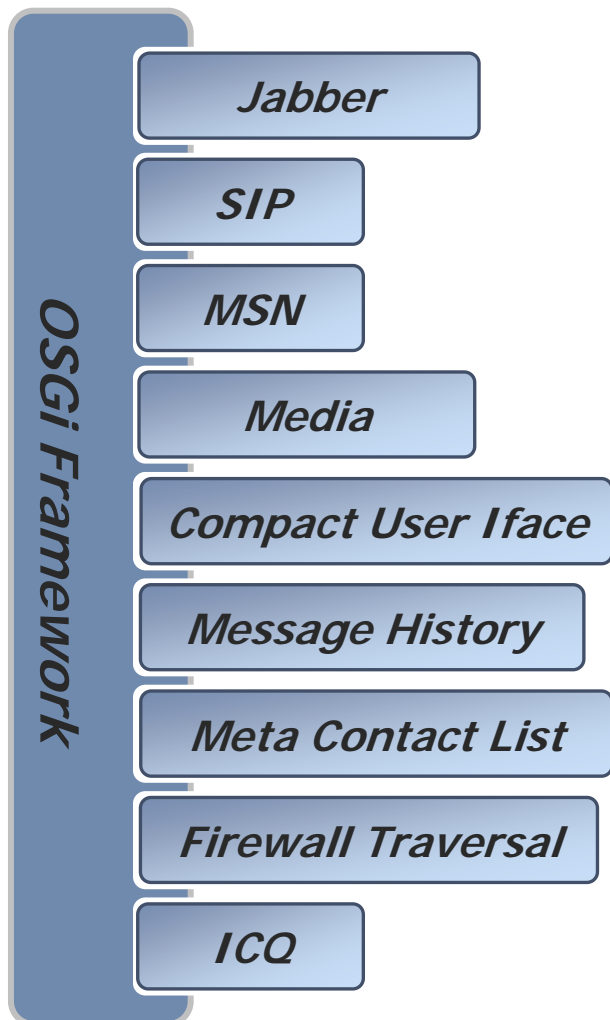 OSGi Framework
Jabber
SIP
MSN
Media
Compact User Iface
Message History
Meta Contact List
Firewall Traversal
ICQ